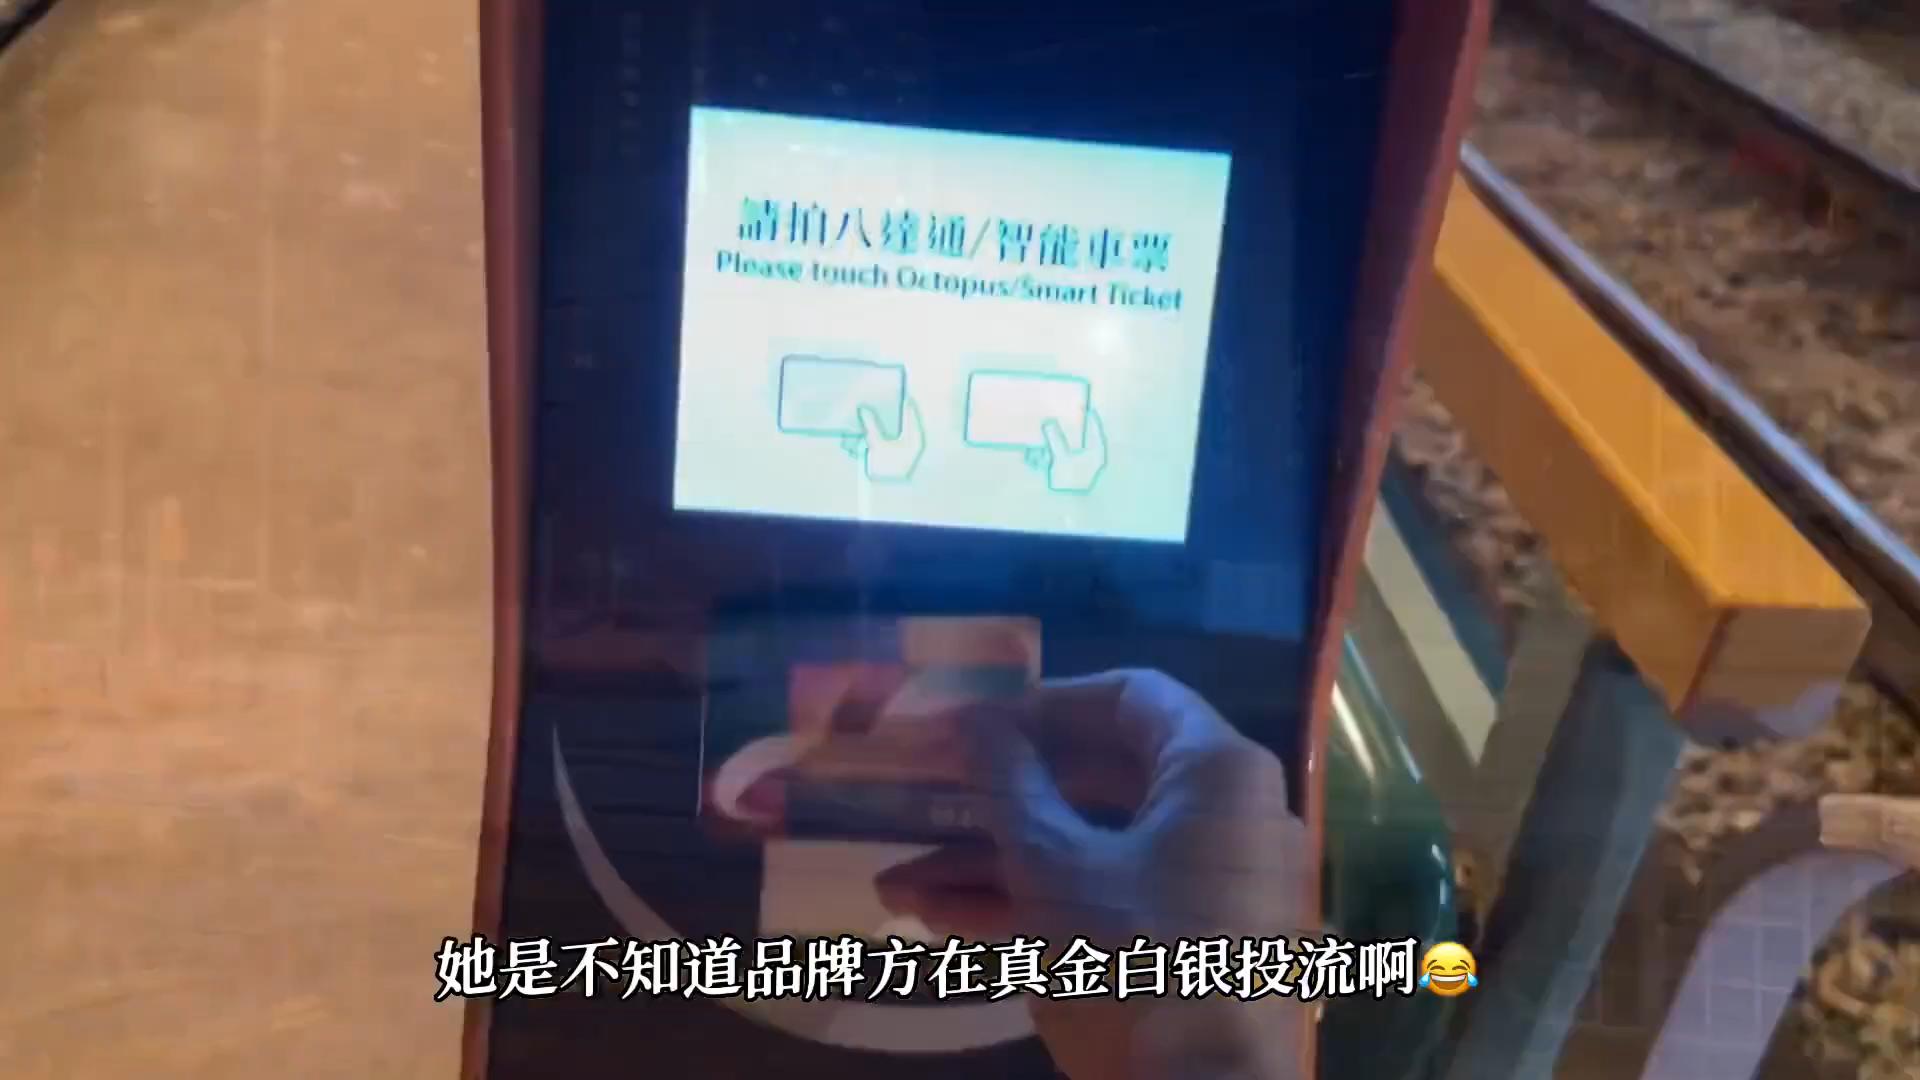 請拍八達通/智能車票
Please touch Octopus/Smart Ticket
她是不知道品牌方在真金白银投流啊😂